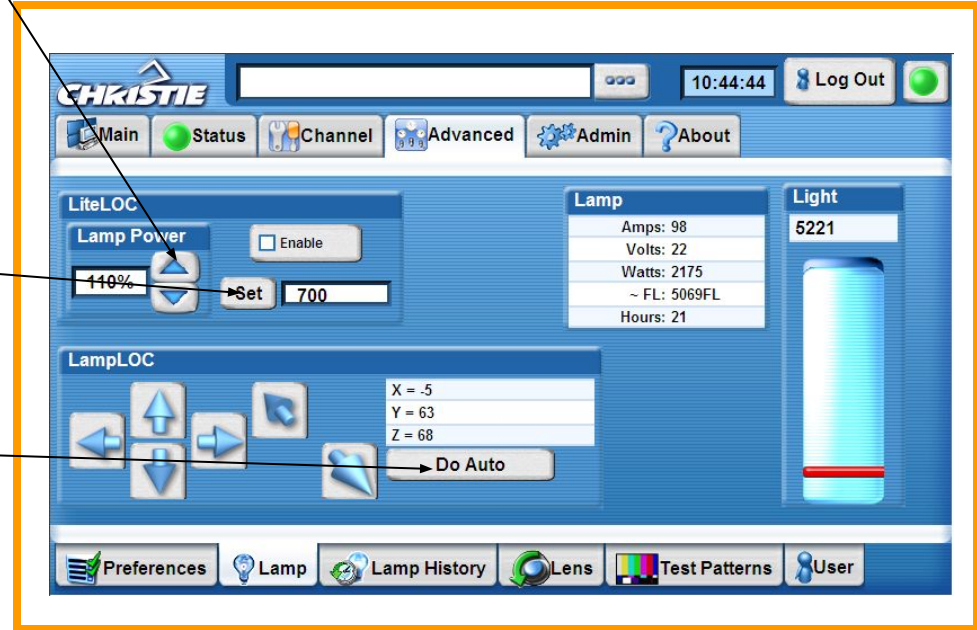 CHRISTIE
10:44:44 Log Out
Main Status Channel Advanced Admin About
LiteLOC
Lamp Power
110%
Enable
Set 700
Lamp
Amps: 98
Volts: 22
Watts: 2175
~ FL: 5069FL
Hours: 21
Light
5221
LampLOC
X = -5
Y = 63
Z = 68
Do Auto
Preferences Lamp Lamp History Lens Test Patterns User